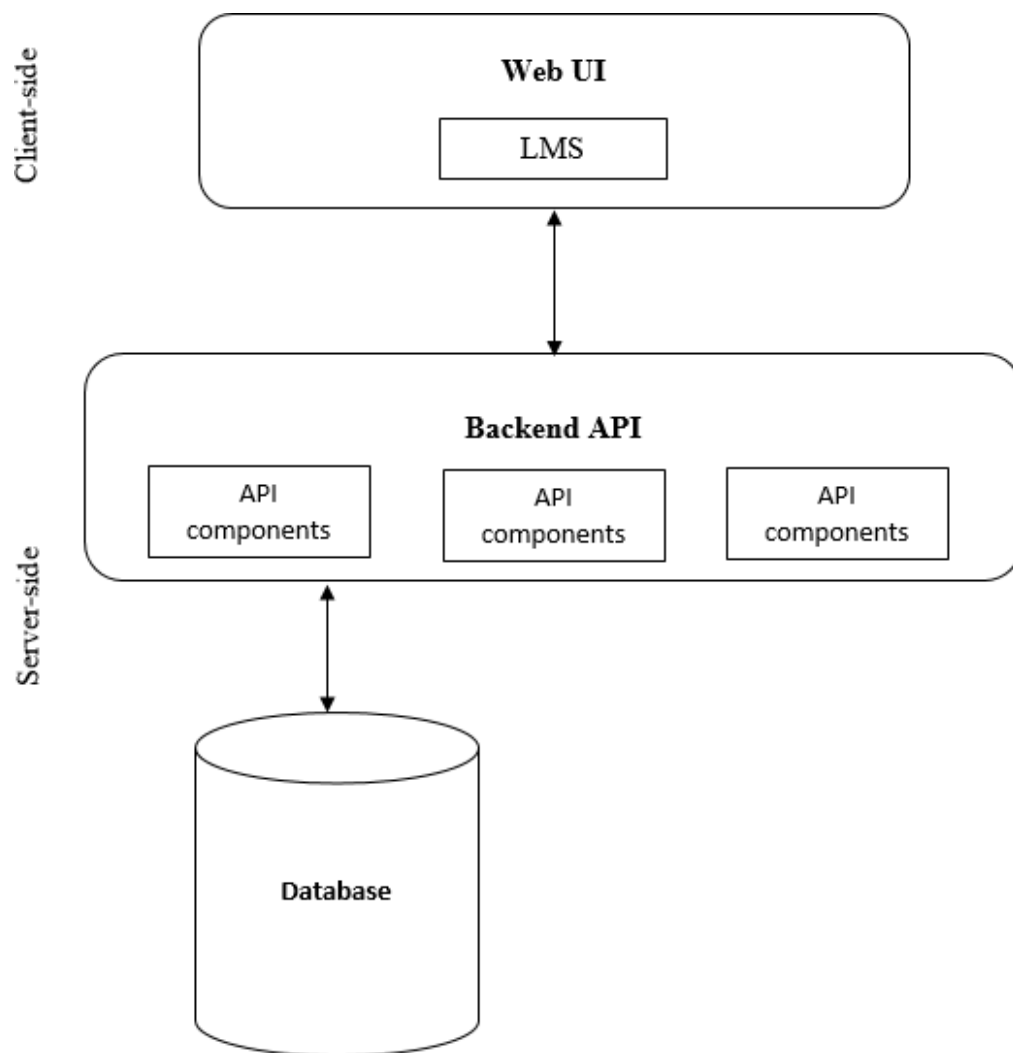 Client-side
Web UI
LMS
Backend API
API
components
API
components
API
components
Server-side
Database